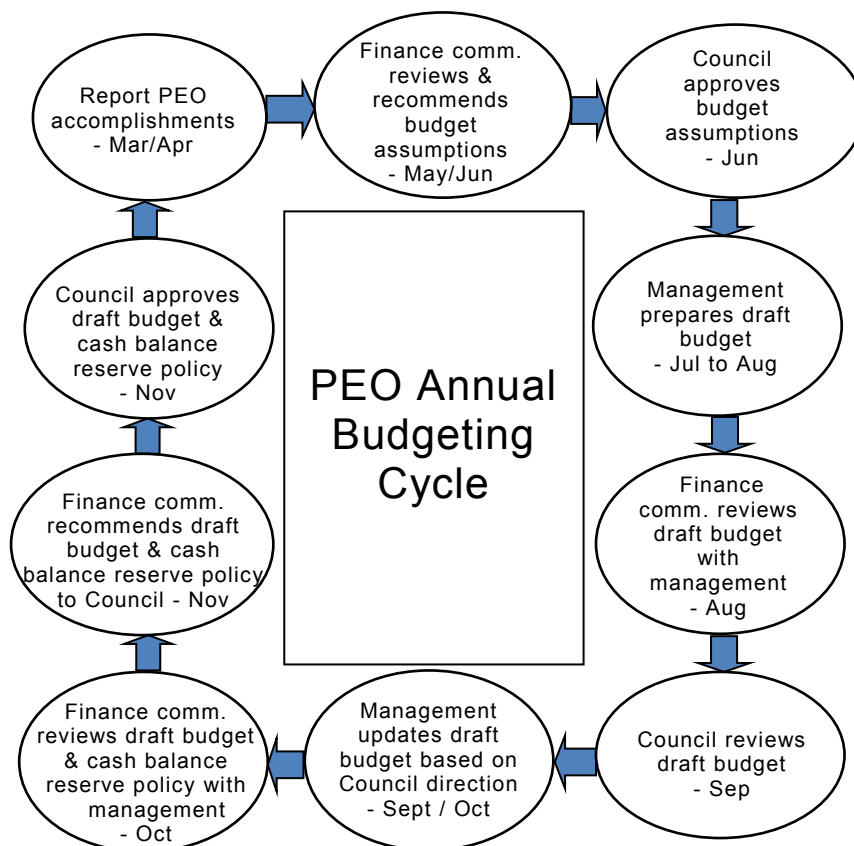 Report PEO
accomplishments
- Mar/Apr
Finance comm.
reviews &
recommends
budget
assumptions
- May/Jun
Council
approves
budget
assumptions
- Jun
Management
prepares draft
budget
- Jul to Aug
Finance
comm. reviews
draft budget
with
management
- Aug
Council reviews
draft budget
- Sep
Management
updates draft
budget based on
Council direction
- Sept / Oct
Finance comm.
reviews draft budget
& cash balance
reserve policy with
management
- Oct
Finance comm.
recommends draft
budget & cash
balance reserve policy
to Council - Nov
Council approves
draft budget &
cash balance
reserve policy
- Nov
PEO Annual
Budgeting
Cycle